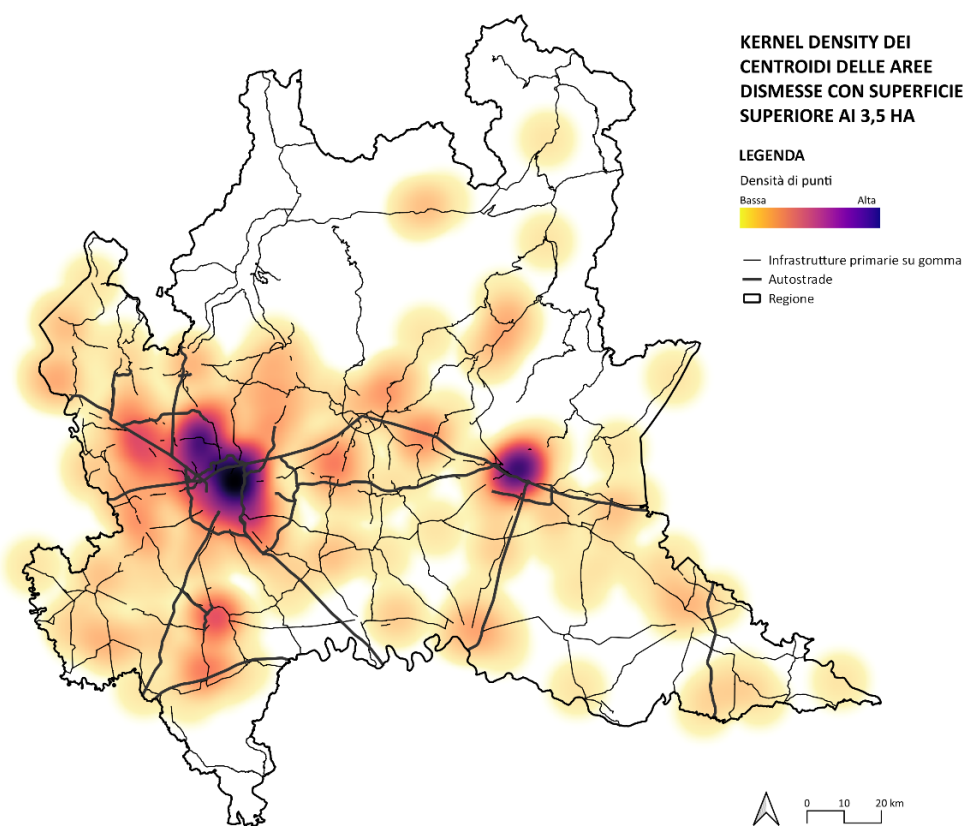 KERNEL DENSITY DEI
CENTROIDI DELLE AREE
DISMESSE CON SUPERFICIE
SUPERIORE AI 3,5 HA
LEGENDA
Densità di punti
Bassa Alta
Infrastrutture primarie su gomma
Autostrade
Regione
0 10 20 km